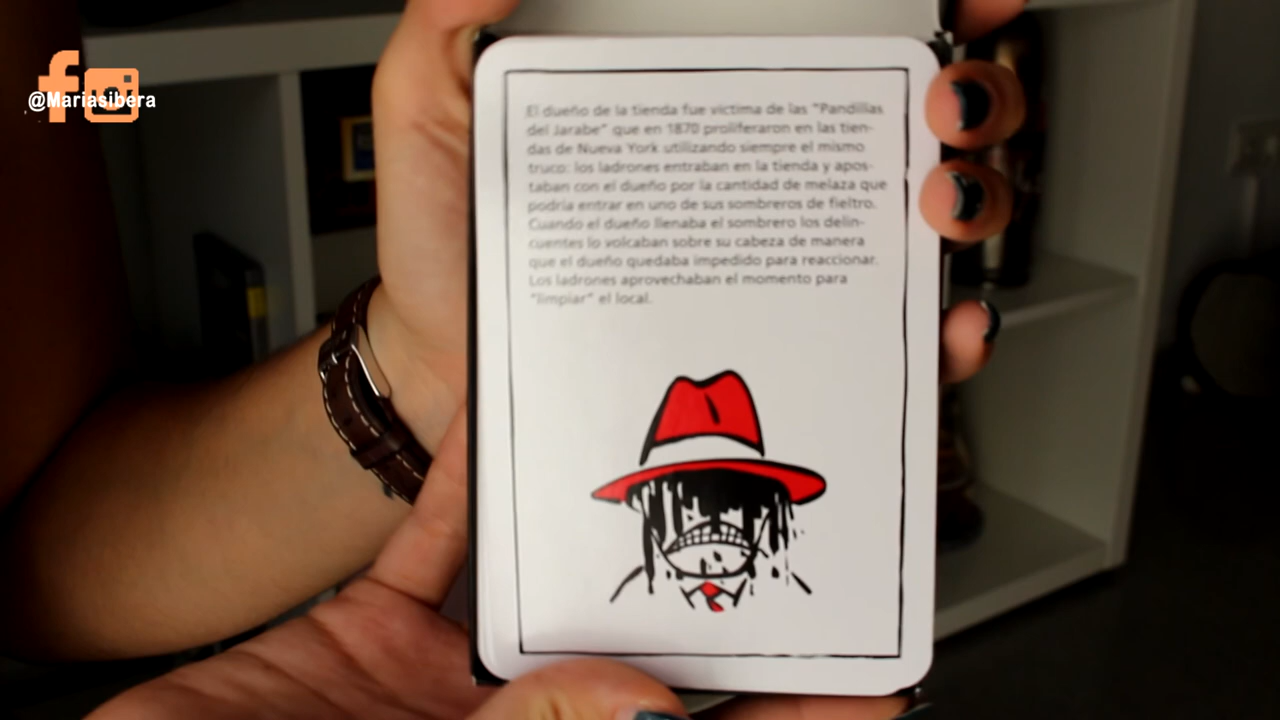 @Mariasibera
El dueño de la tienda fue víctima de las "Pandillas
del Jarabe" que en 1870 proliferaron en las tien-
das de Nueva York utilizando siempre el mismo
truco: los ladrones entraban en la tienda y apos-
taban con el dueño por la cantidad de melaza que
podría entrar en uno de sus sombreros de fieltro.
Cuando el dueño llenaba el sombrero los delin-
cuentes lo volcaban sobre su cabeza de manera
que el dueño quedaba impedido para reaccionar.
Los ladrones aprovechaban el momento para
"limpiar" el local.